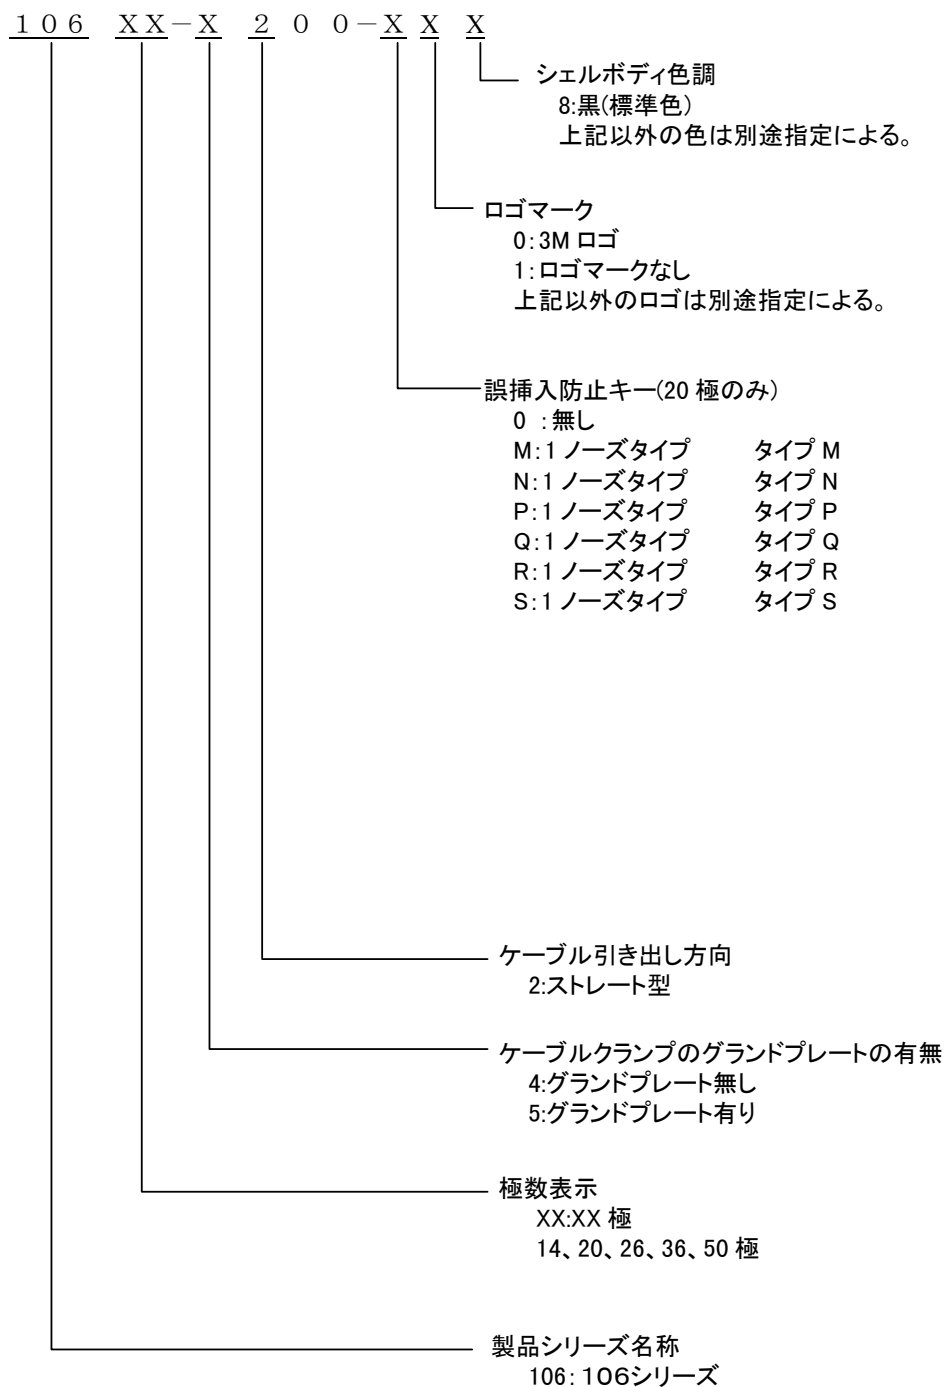 １０６ ＸＸ－Ｘ ２ ０ ０－Ｘ Ｘ Ｘ
シェルボディ色調
8:黒(標準色)
上記以外の色は別途指定による。
ロゴマーク
0:3M ロゴ
1:ロゴマークなし
上記以外のロゴは別途指定による。
誤挿入防止キー(20 極のみ)
0 :無し
M:1 ノーズタイプ タイプ M
N:1 ノーズタイプ タイプ N
P:1 ノーズタイプ タイプ P
Q:1 ノーズタイプ タイプ Q
R:1 ノーズタイプ タイプ R
S:1 ノーズタイプ タイプ S
ケーブル引き出し方向
2:ストレート型
ケーブルクランプのグランドプレートの有無
4:グランドプレート無し
5:グランドプレート有り
極数表示
XX:XX 極
14、20、26、36、50 極
製品シリーズ名称
106:１０６シリーズ